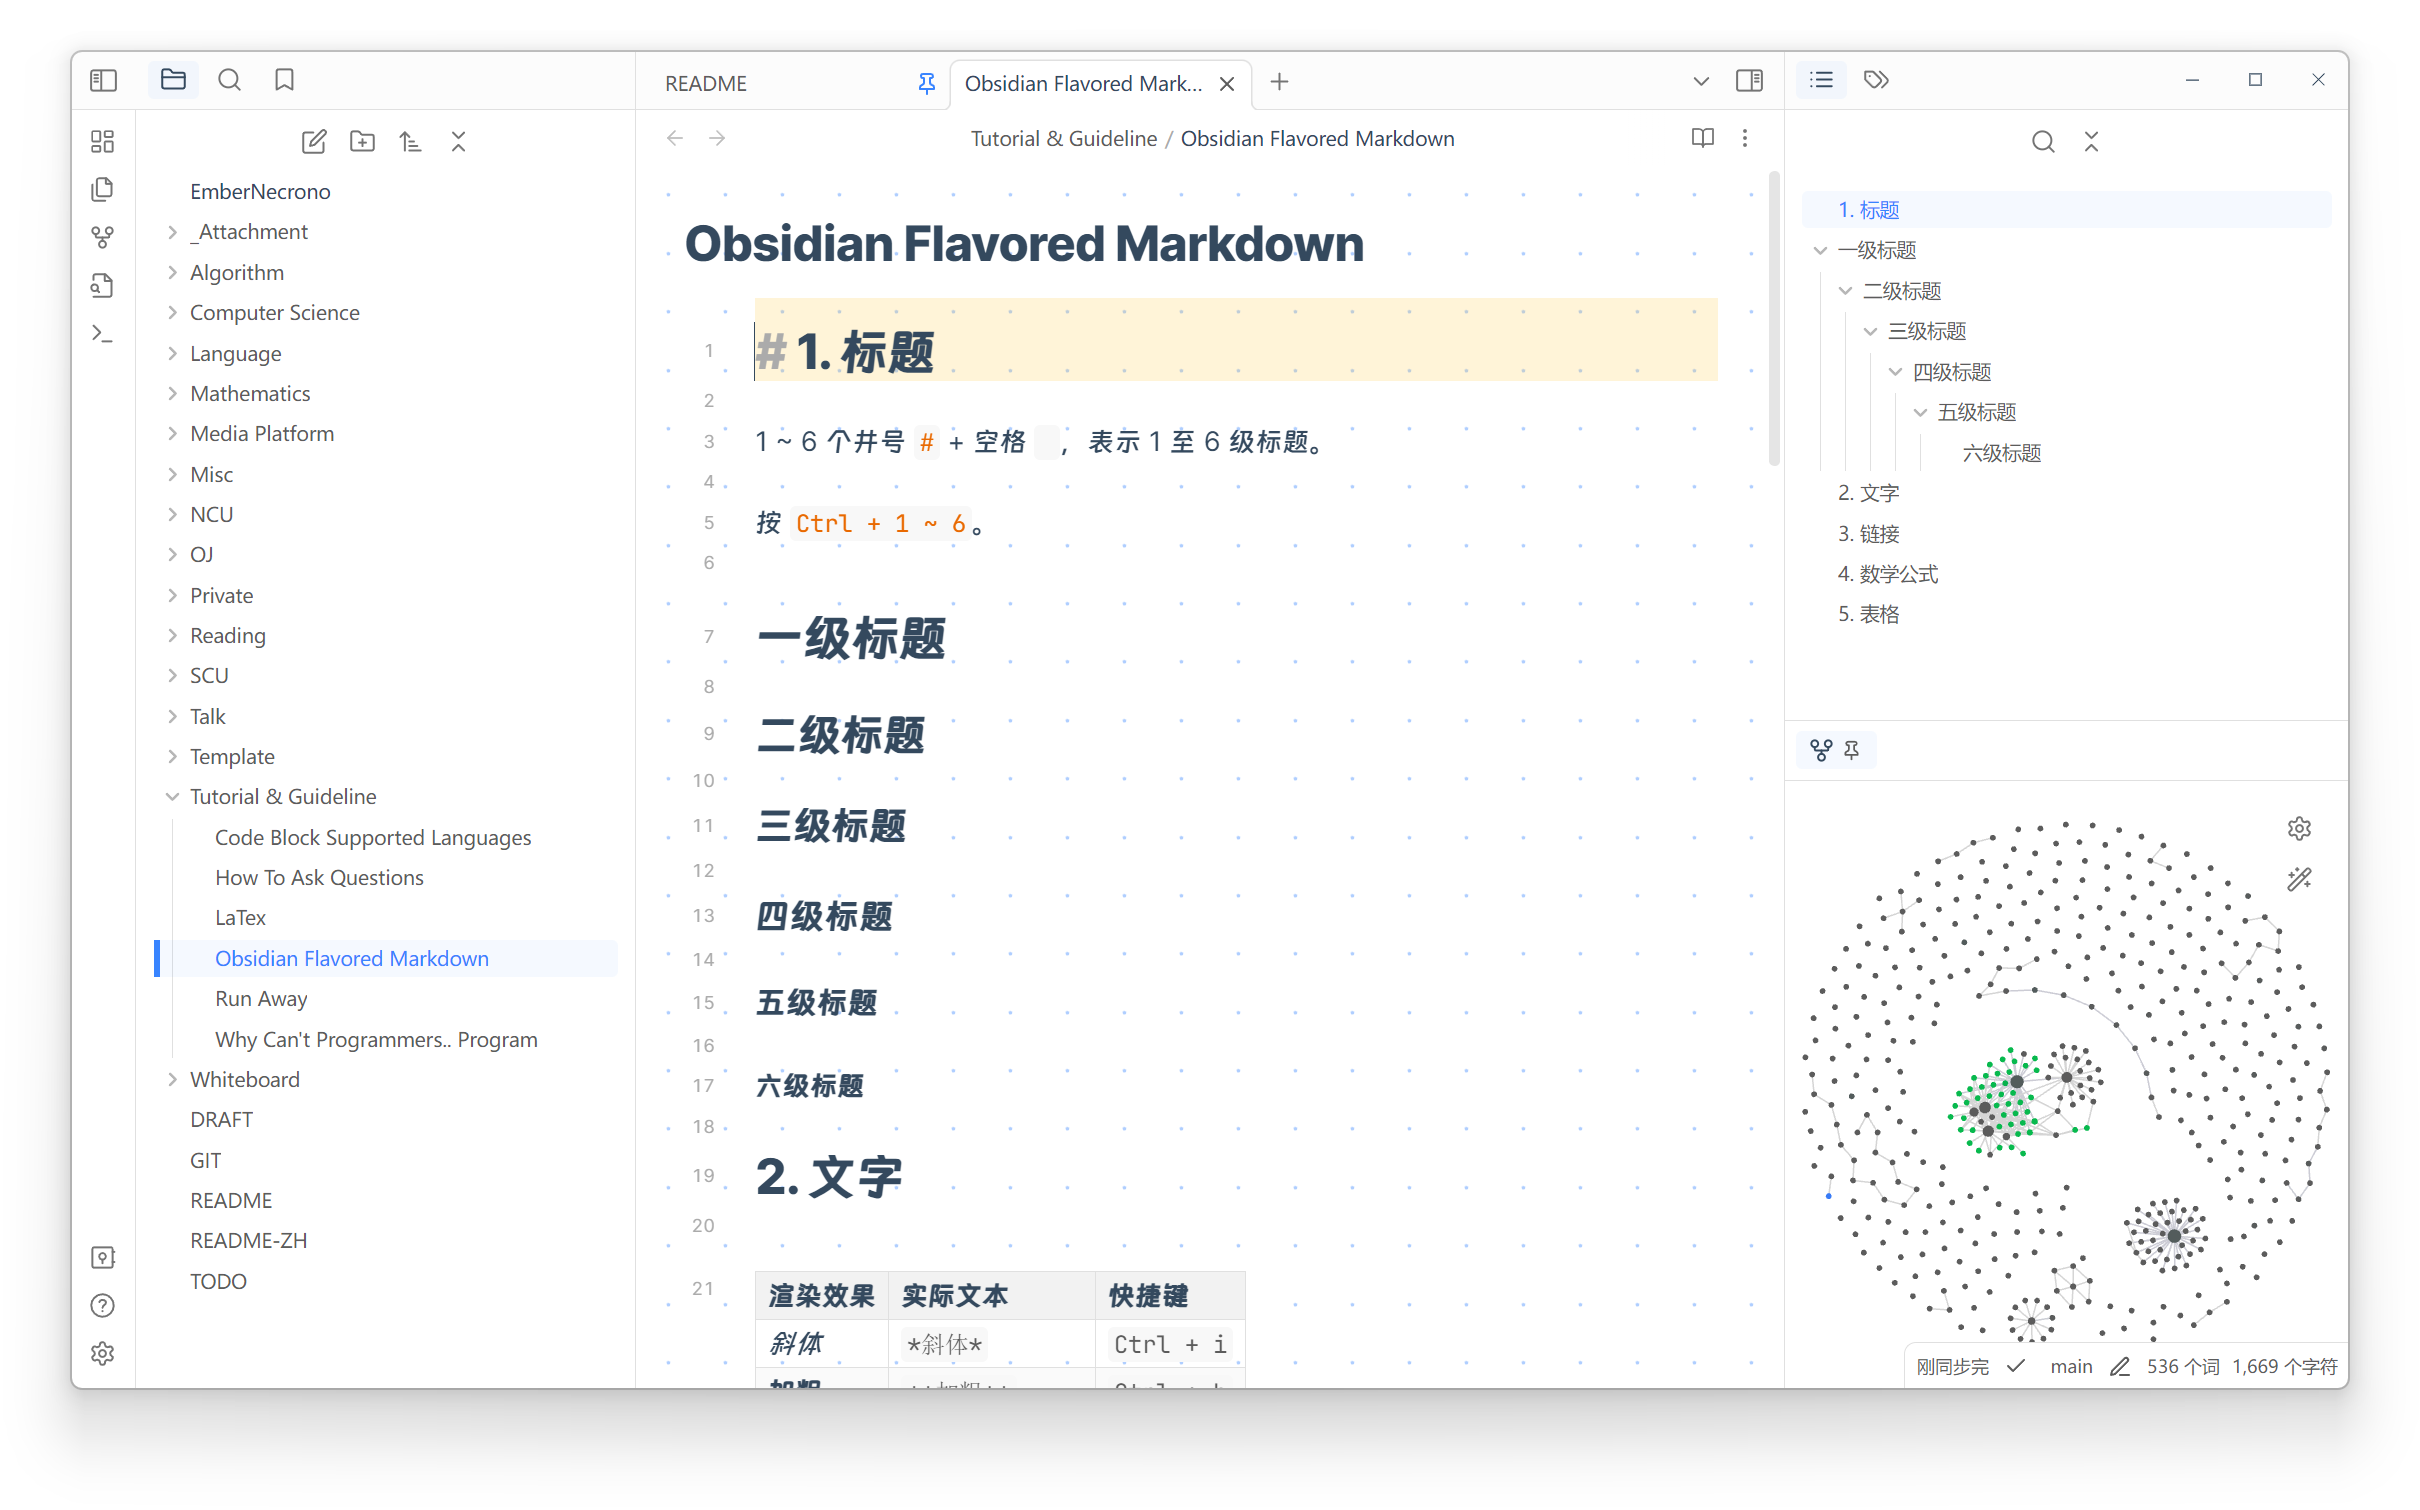 README
Obsidian Flavored Mark...
EmberNecrono
_Attachment
Algorithm
Computer Science
Language
Mathematics
Media Platform
Misc
NCU
OJ
Private
Reading
SCU
Talk
Template
Tutorial & Guideline
Code Block Supported Languages
How To Ask Questions
LaTex
Obsidian Flavored Markdown
Run Away
Why Can't Programmers.. Program
Whiteboard
DRAFT
GIT
README
README-ZH
TODO
Tutorial & Guideline / Obsidian Flavored Markdown
Obsidian Flavored Markdown
1 # 1. 标题
2
3 1 ~ 6 个井号 # + 空格 ，表示 1 至 6 级标题。
4
5 按 Ctrl + 1 ~ 6。
6
7 一级标题
8
9 二级标题
10
11 三级标题
12
13 四级标题
14
15 五级标题
16
17 六级标题
18
19 2. 文字
20
21 渲染效果 实际文本 快捷键
斜体 *斜体* Ctrl + i
1. 标题
一级标题
二级标题
三级标题
四级标题
五级标题
六级标题
2. 文字
3. 链接
4. 数学公式
5. 表格
刚同步完 main 536 个词 1,669 个字符